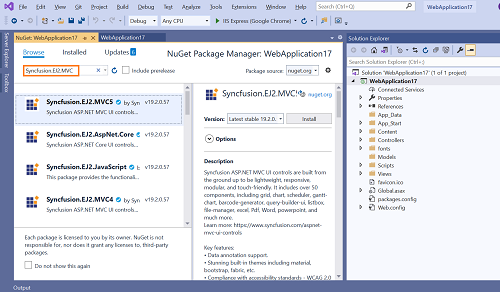 File Edit View Git Project Build Debug Test Analyze
Tools Extensions Window Help Search (Ctrl+Q) WebApplication17
Debug Any CPU IIS Express (Google Chrome)
Server Explorer
Toolbox
NuGet: WebApplication17 WebApplication17
Browse Installed Updates 6 NuGet Package Manager: WebApplication17
Syncfusion.EJ2.MVC Include prerelease Package source: nuget.org
Syncfusion.EJ2.MVC5 by Syn v19.2.0.57
Syncfusion ASP.NET MVC UI controls...
Syncfusion.EJ2.AspNet.Core v19.2.0.57
Syncfusion ASP.NET Core UI controls...
Syncfusion.EJ2.JavaScript by v19.2.0.57
This package provides the functional...
Syncfusion.EJ2.MVC4 by Syn v19.2.0.57
Syncfusion ASP.NET MVC UI controls...
Each package is licensed to you by its owner. NuGet is not
responsible for, nor does it grant any licenses to, third-party
packages.
Do not show this again
Syncfusion.EJ2.MVC5 nuget.org
Version: Latest stable 19.2.0. Install
Options
Description
Syncfusion ASP.NET MVC UI controls are built from
the ground up to be lightweight, responsive,
modular, and touch-friendly. It includes over 50
components, including grid, chart, scheduler, gantt-
chart, barcode-generator, query-builder-ui, listbox,
file-manager, excel, Pdf, Word, powerpoint, and
much more.
Learn more: https://www.syncfusion.com/aspnet-
mvc-ui-controls
Key features:
• Data annotation support.
• Stunning built-in themes including material,
bootstrap, fabric, etc.
• Compliance with accessibility standards - WCAG 2.0
Solution Explorer
Search Solution Explorer (Ctrl+;)
Solution 'WebApplication17' (1 of 1 project)
WebApplication17
Connected Services
Properties
References
App_Data
App_Start
Content
Controllers
fonts
Models
Scripts
Views
favicon.ico
Global.asax
packages.config
Web.config
Output